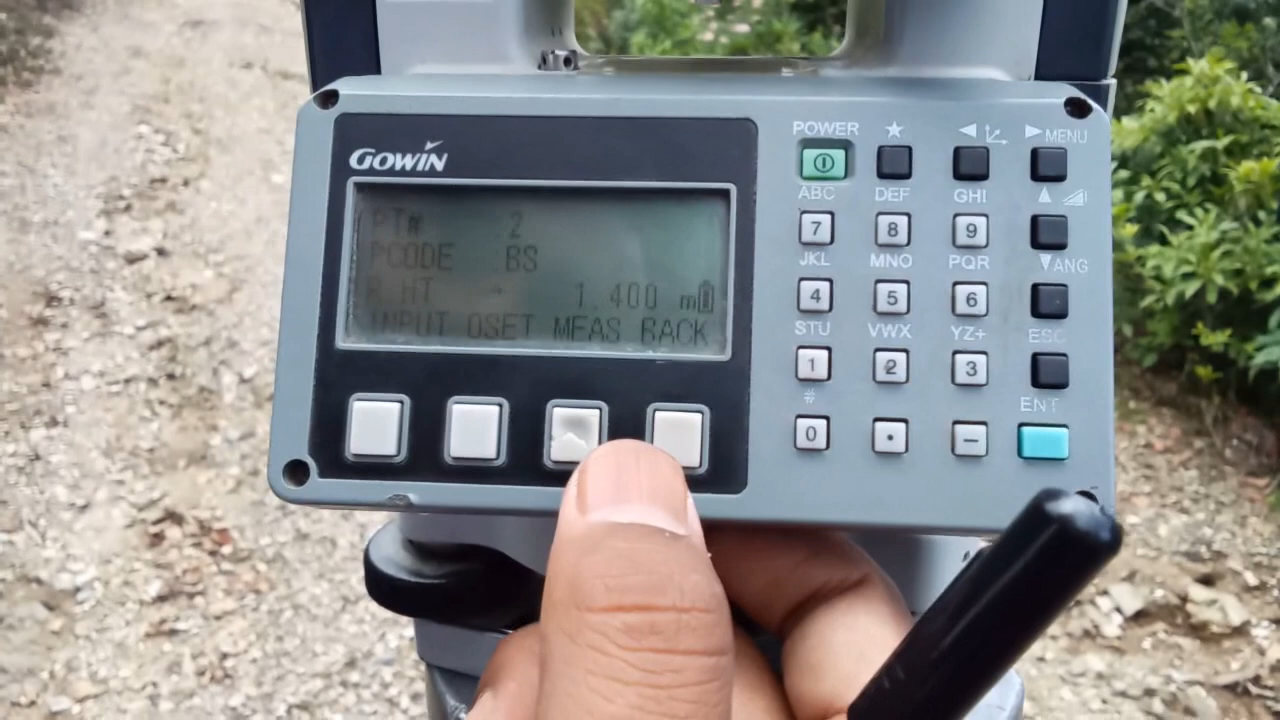 GOWIN
PT# 2
PCODE BS
R HT 1.400 m
INPUT OSET MEAS BACK
POWER ★ ◀ ▶ MENU
ABC DEF GHI ▲
7 8 9
JKL MNO PQR ▼ANG
4 5 6
STU VWX YZ+ ESC
1 2 3
# ENT
0 • −